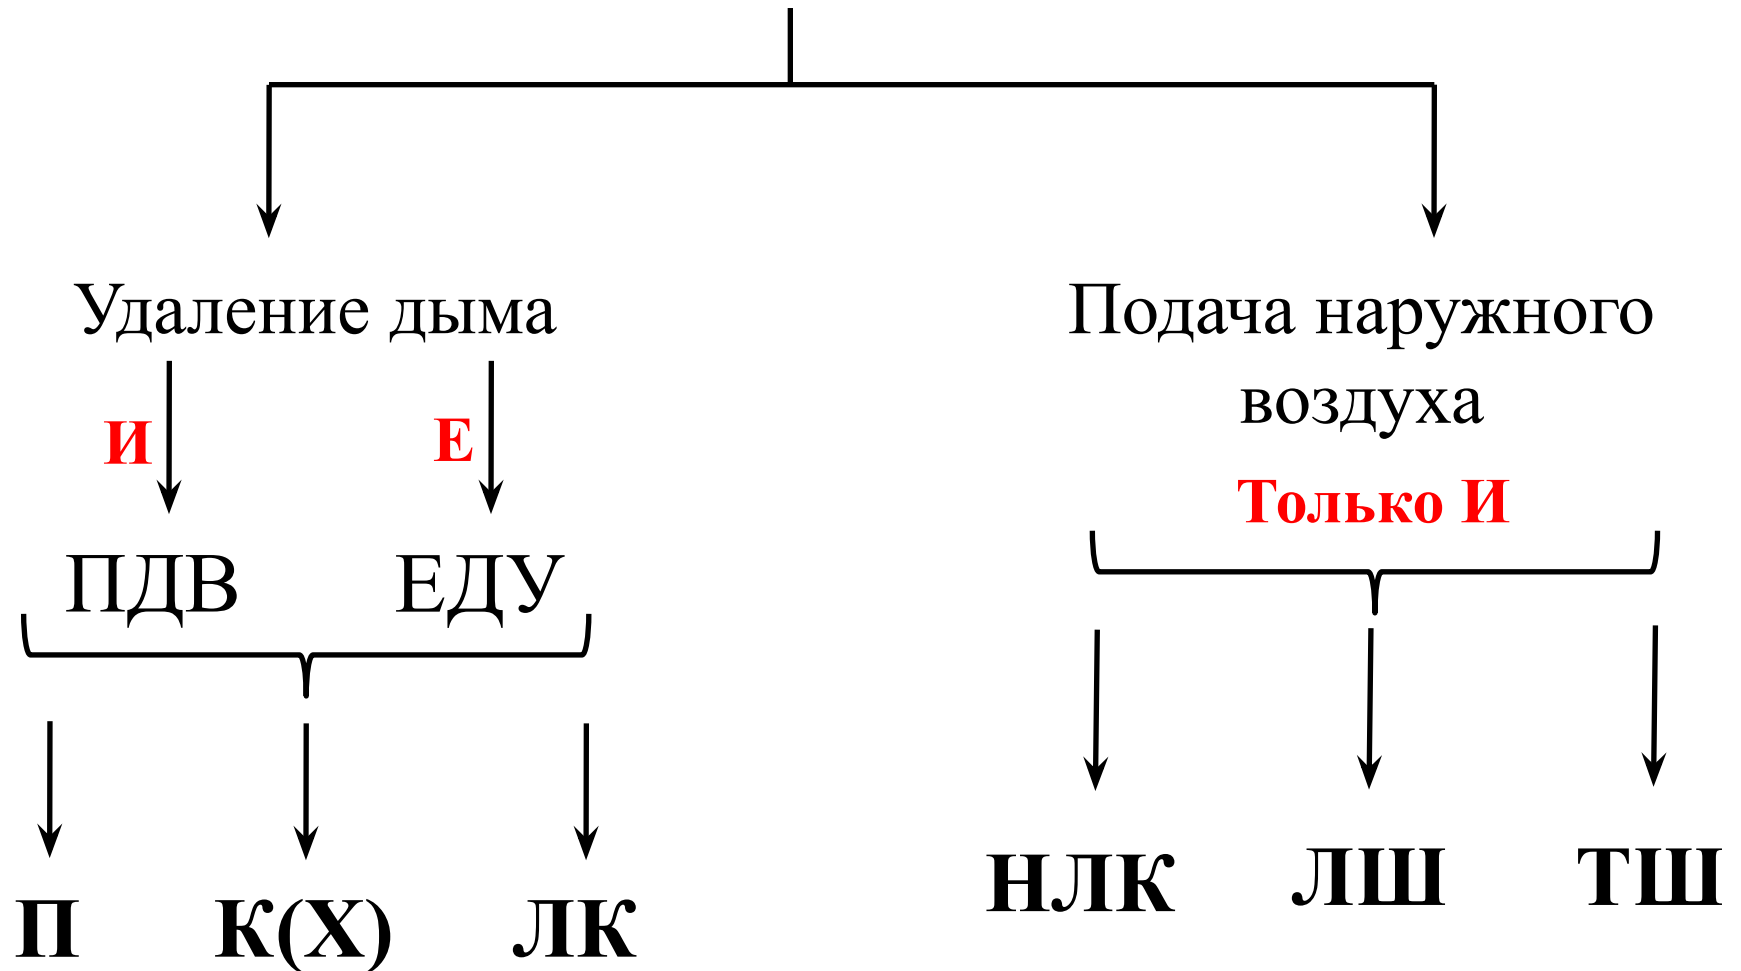 Удаление дыма
Подача наружного
воздуха
И
Е
Только И
ПДВ
ЕДУ
П
К(Х)
ЛК
НЛК
ЛШ
ТШ